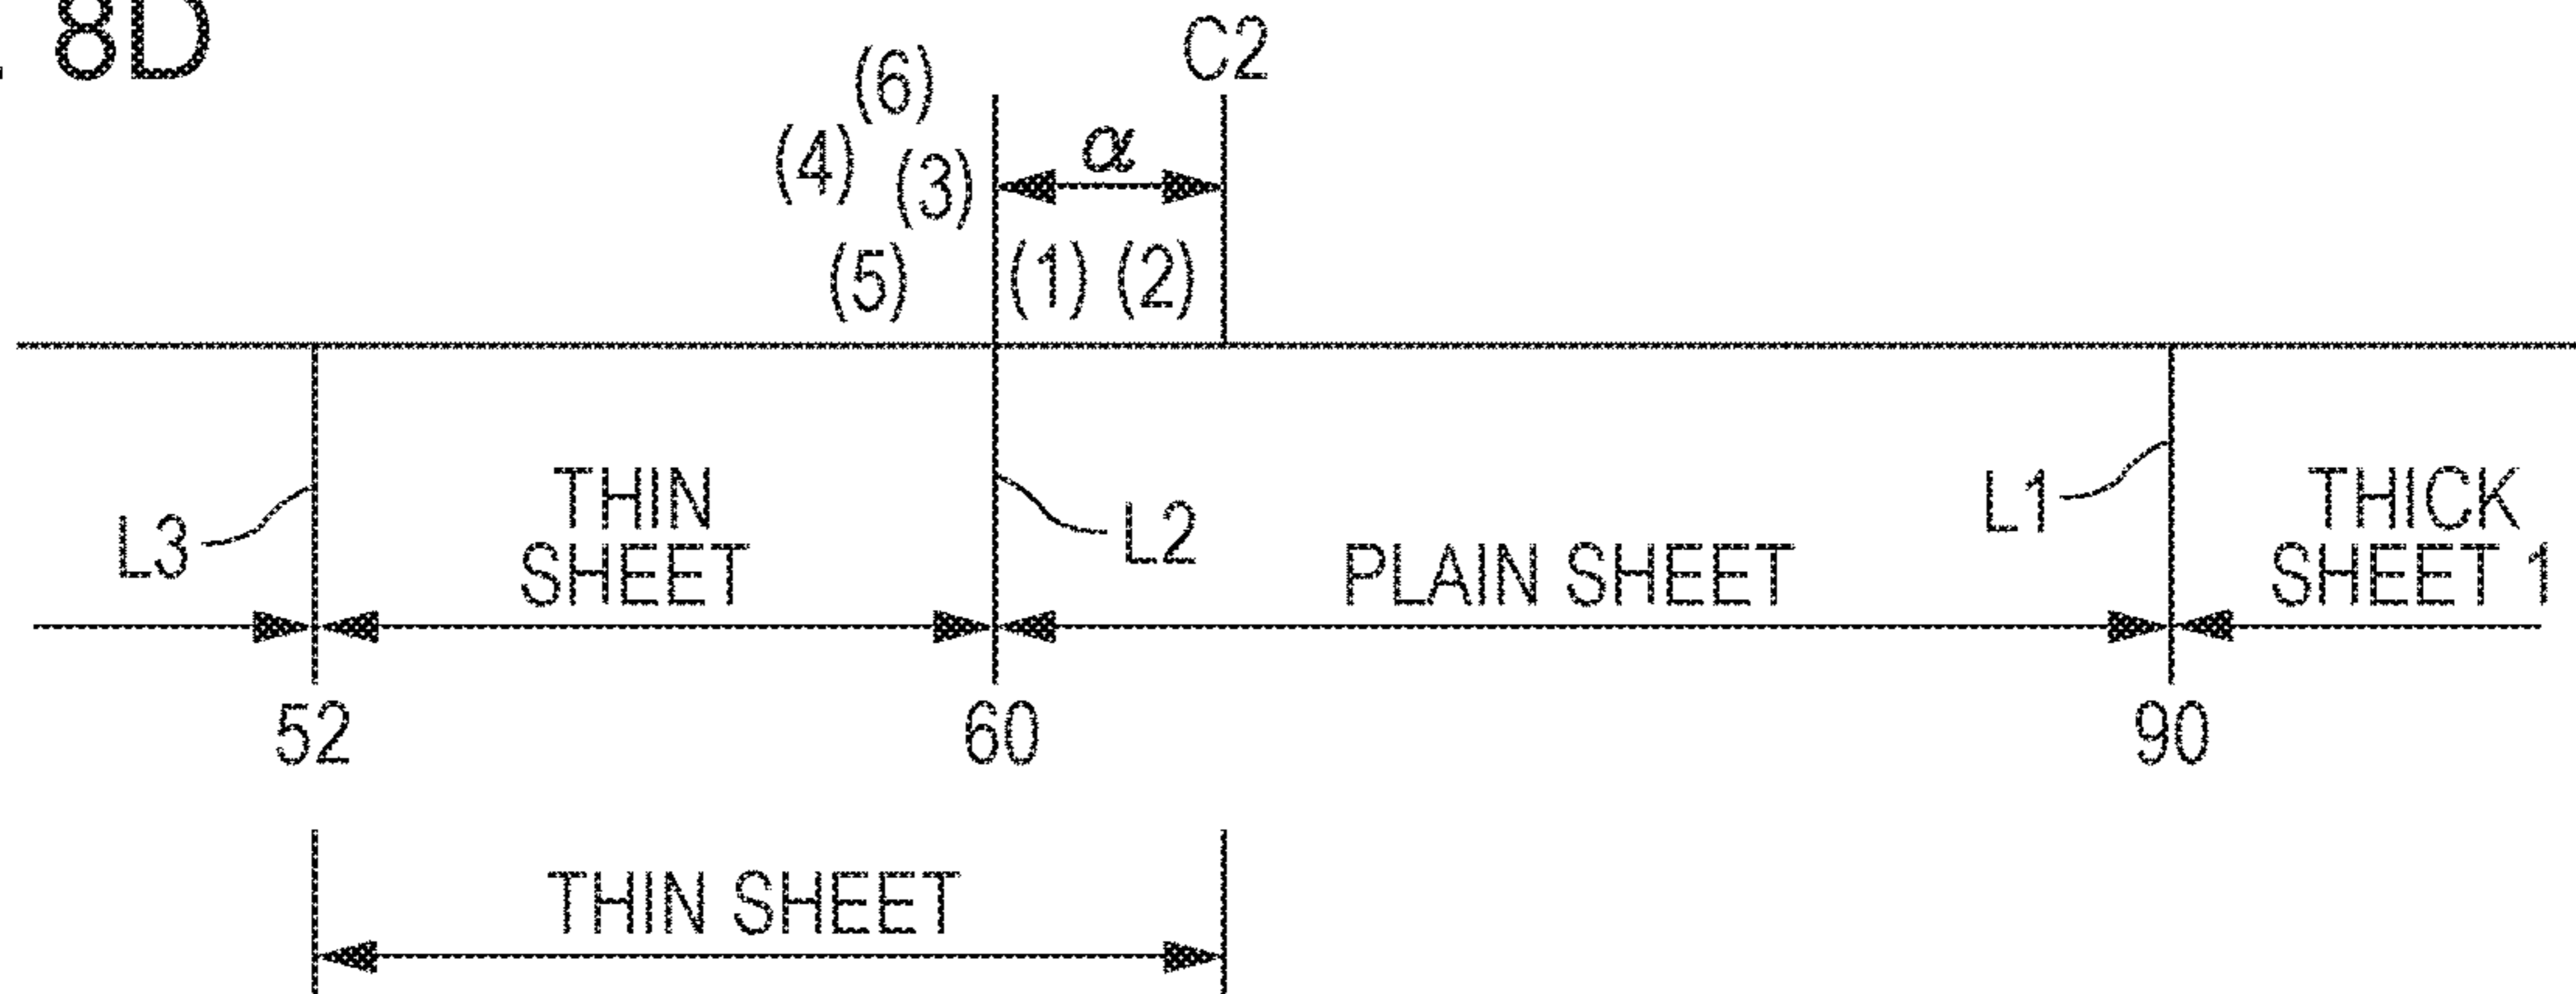 8D
C2
(6)
α
(4)
(3)
(5)
(1)
(2)
L3
THIN
SHEET
L2
PLAIN SHEET
L1
THICK
SHEET 1
52
60
90
THIN SHEET